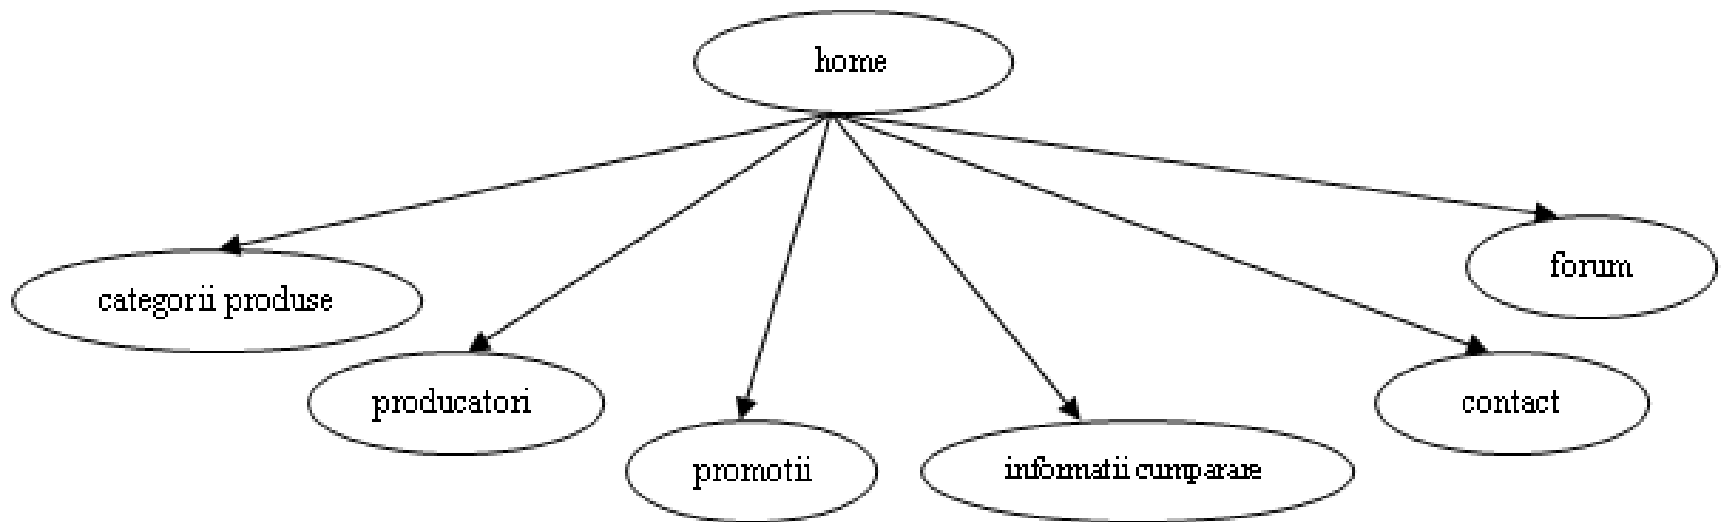 home
categorii produse
producatori
promotii
informatii cumparare
contact
forum